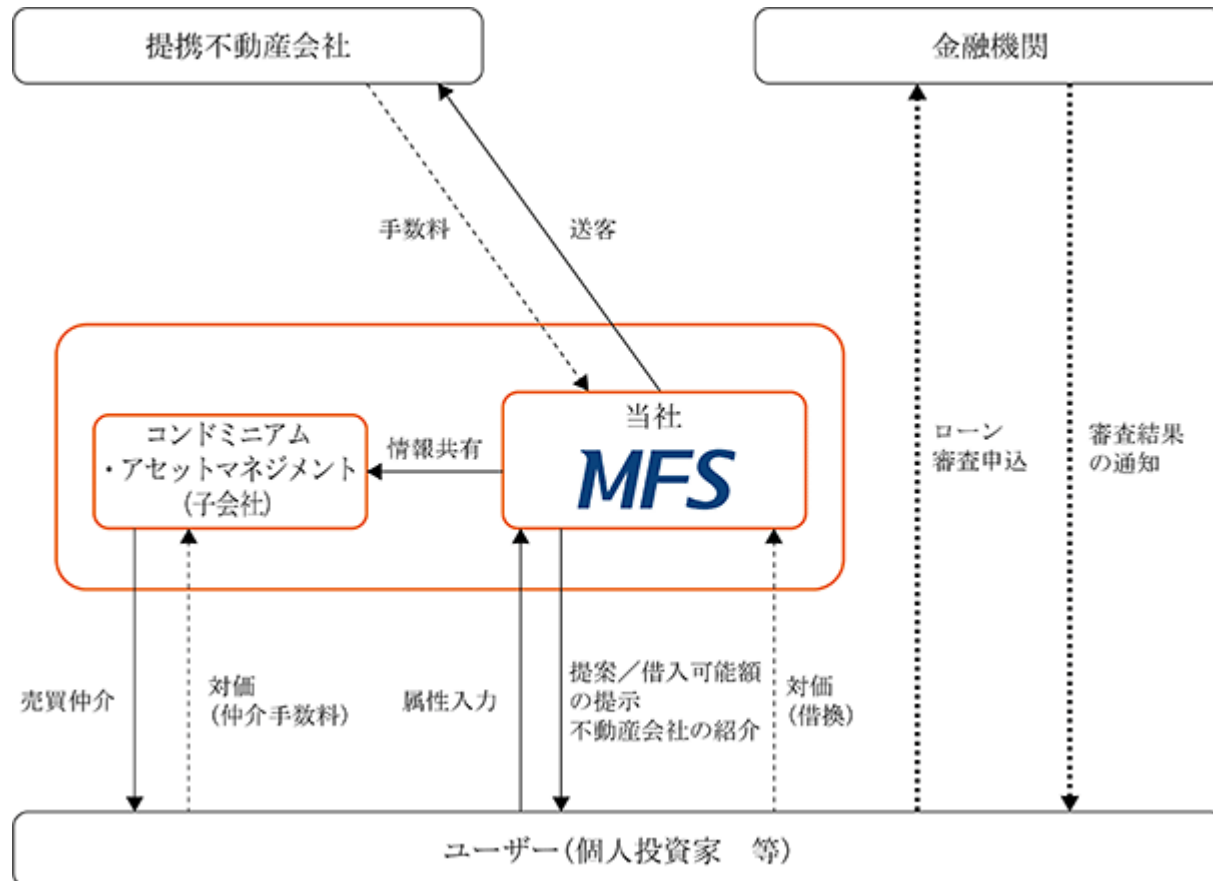 提携不動産会社
金融機関
手数料
送客
当社
MFS
コンドミニアム
・アセットマネジメント
(子会社)
情報共有
ローン
審査申込
審査結果
の通知
売買仲介
対価
(仲介手数料)
属性入力
提案／借入可能額
の提示
不動産会社の紹介
対価
(借換)
ユーザー(個人投資家　等)